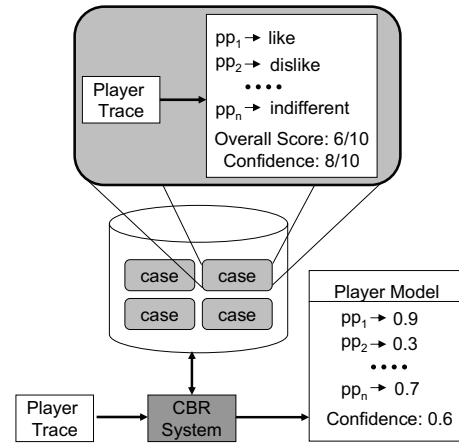 pp1 → like
pp2 → dislike
••••
ppn → indifferent
Overall Score: 6/10
Confidence: 8/10
Player
Trace
case
case
case
case
Player Model
pp1 → 0.9
pp2 → 0.3
••••
ppn → 0.7
Confidence: 0.6
Player
Trace
CBR
System